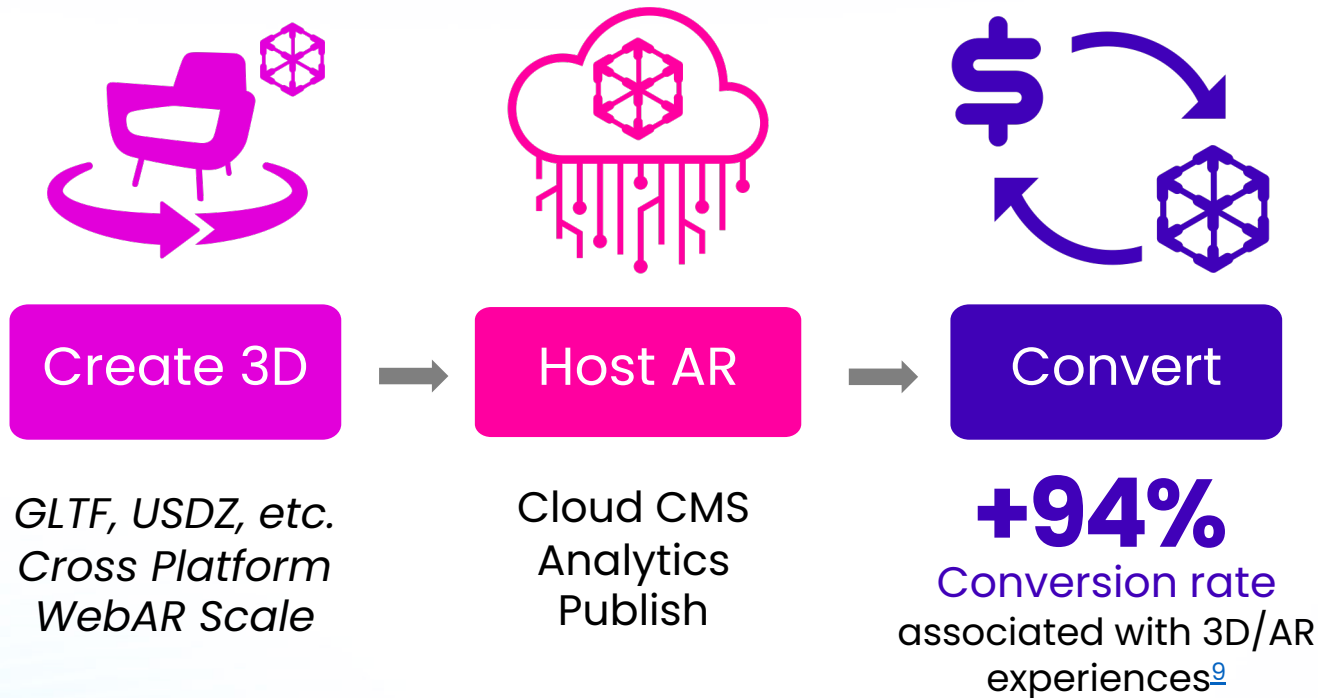 Create 3D
Host AR
Convert
GLTF, USDZ, etc.
Cross Platform
WebAR Scale
Cloud CMS
Analytics
Publish
+94%
Conversion rate
associated with 3D/AR
experiences9